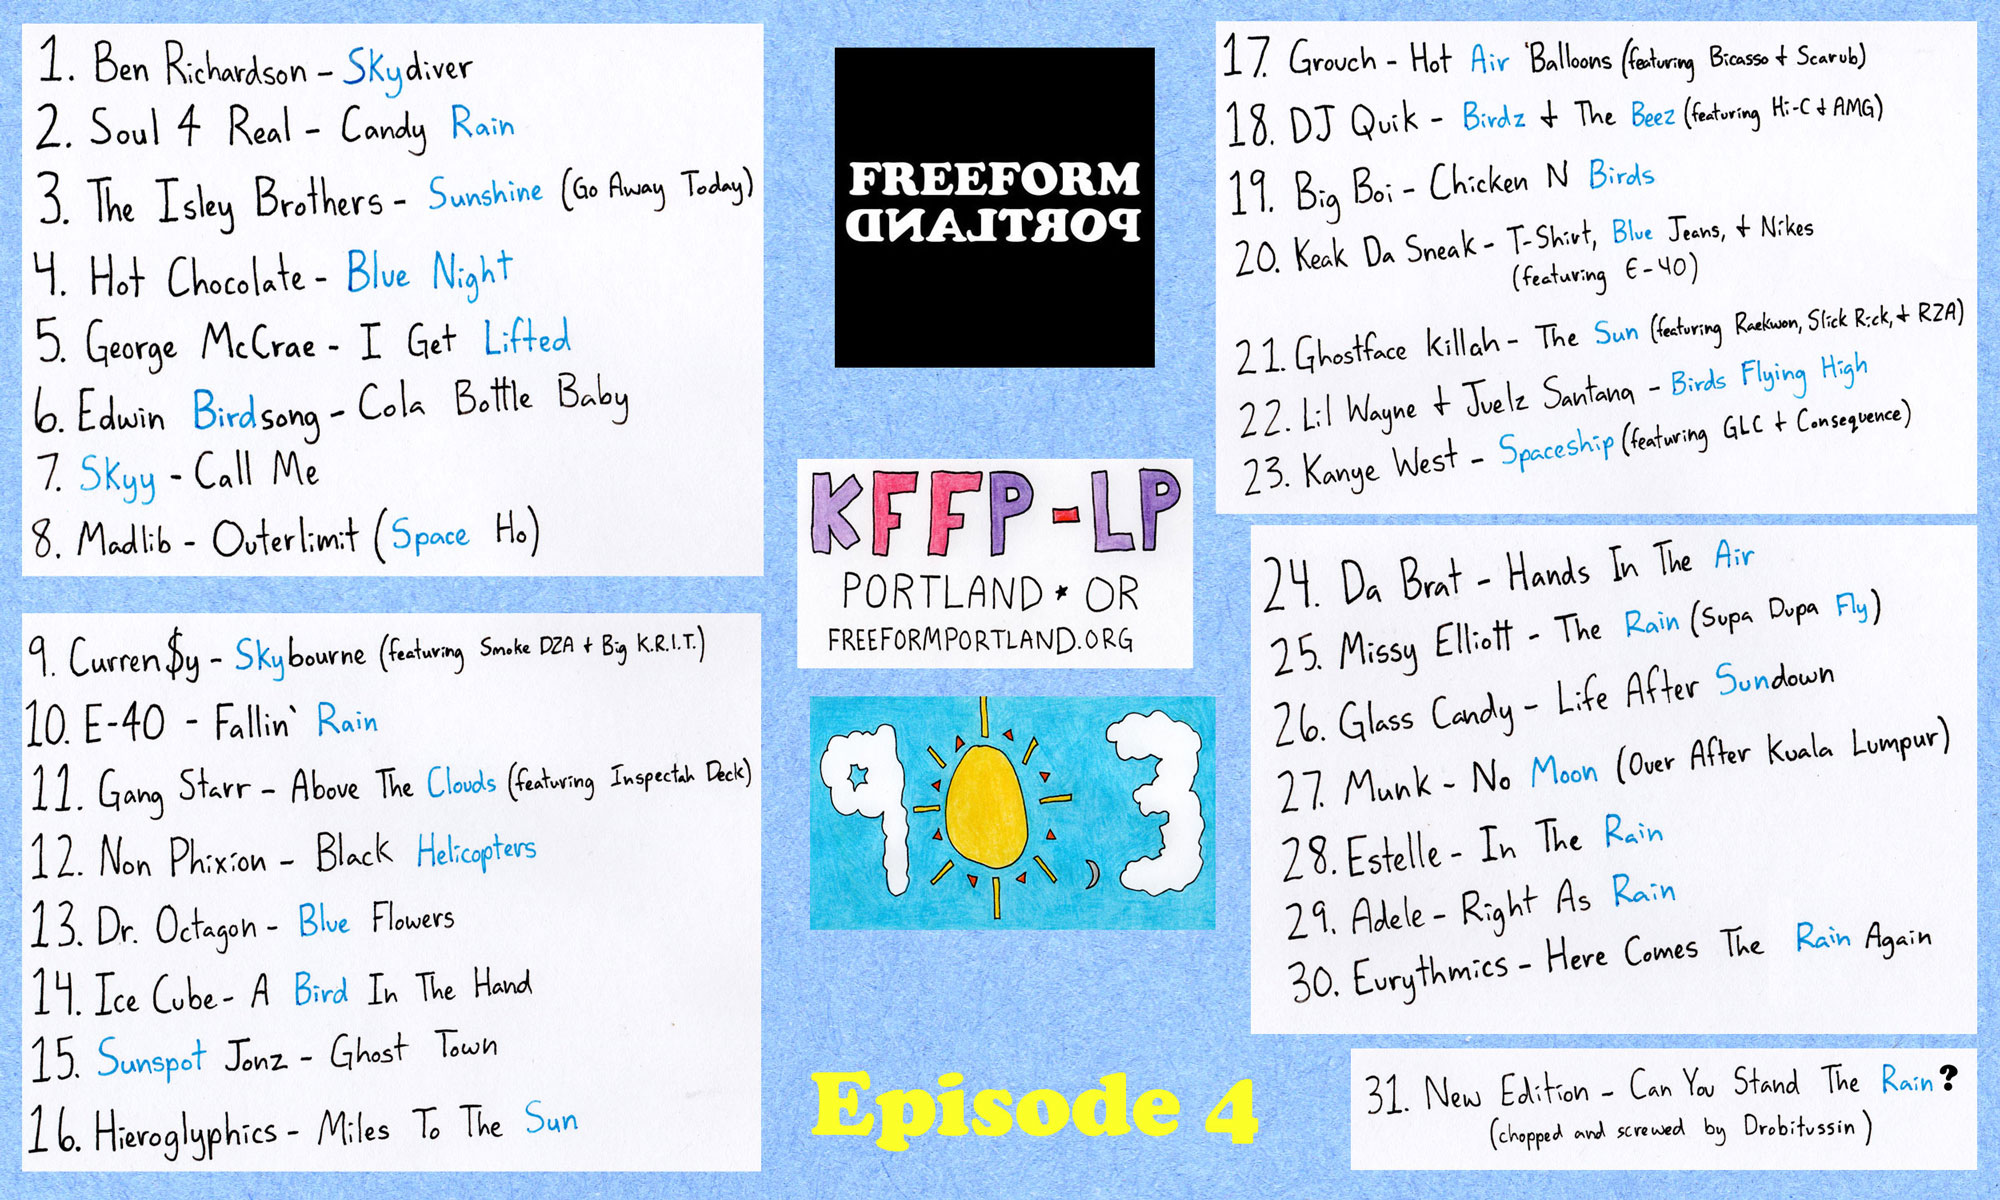 1. Ben Richardson - Skydiver
2. Soul 4 Real - Candy Rain
3. The Isley Brothers - Sunshine (Go Away Today)
4. Hot Chocolate - Blue Night
5. George McCrae - I Get Lifted
6. Edwin Birdsong - Cola Bottle Baby
7. Skyy - Call Me
8. Madlib - Outerlimit (Space Ho)
9. Curren$y - Skybourne (featuring Smoke DZA + Big K.R.I.T.)
10. E-40 - Fallin' Rain
11. Gang Starr - Above The Clouds (featuring Inspectah Deck)
12. Non Phixion - Black Helicopters
13. Dr. Octagon - Blue Flowers
14. Ice Cube - A Bird In The Hand
15. Sunspot Jonz - Ghost Town
16. Hieroglyphics - Miles To The Sun
FREEFORM
PORTLAND
KFFP-LP
PORTLAND * OR
FREEFORMPORTLAND.ORG
90.3
Episode 4
17. Grouch - Hot Air Balloons (featuring Bicasso + Scarub)
18. DJ Quik - Birdz + The Beez (featuring Hi-C + AMG)
19. Big Boi - Chicken N Birds
20. Keak Da Sneak - T-Shirt, Blue Jeans, + Nikes
(featuring E-40)
21. Ghostface Killah - The Sun (featuring Raekwon, Slick Rick, + RZA)
22. Lil Wayne + Juelz Santana - Birds Flying High
23. Kanye West - Spaceship (featuring GLC + Consequence)
24. Da Brat - Hands In The Air
25. Missy Elliott - The Rain (Supa Dupa Fly)
26. Glass Candy - Life After Sundown
27. Munk - No Moon (Over After Kuala Lumpur)
28. Estelle - In The Rain
29. Adele - Right As Rain
30. Eurythmics - Here Comes The Rain Again
31. New Edition - Can You Stand The Rain?
(chopped and screwed by Drobitussin)